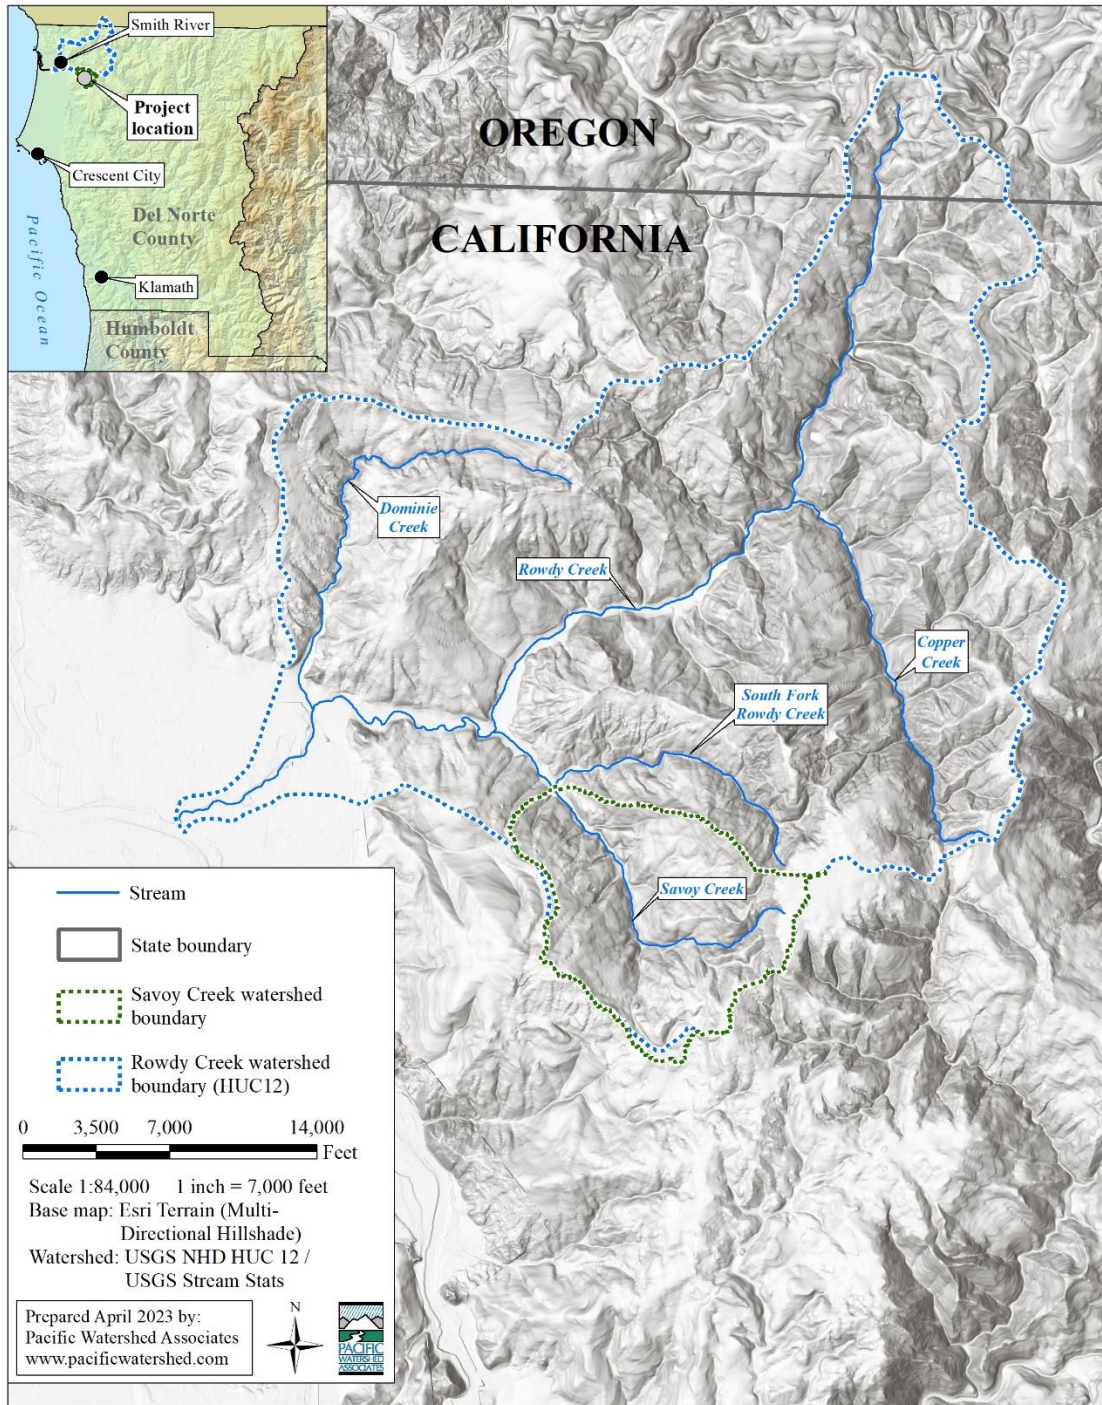 Smith River
Project
location
Crescent City
Del Norte
County
Pacific Ocean
Klamath
Humboldt
County
OREGON
CALIFORNIA
Dominie
Creek
Rowdy Creek
Copper
Creek
South Fork
Rowdy Creek
Savoy Creek
Stream
State boundary
Savoy Creek watershed
boundary
Rowdy Creek watershed
boundary (HUC12)
0 3,500 7,000 14,000
Feet
Scale 1:84,000 1 inch = 7,000 feet
Base map: Esri Terrain (Multi-
Directional Hillshade)
Watershed: USGS NHD HUC 12 /
USGS Stream Stats
Prepared April 2023 by:
Pacific Watershed Associates
www.pacificwatershed.com
N
PACIFIC
WATERSHED
ASSOCIATES